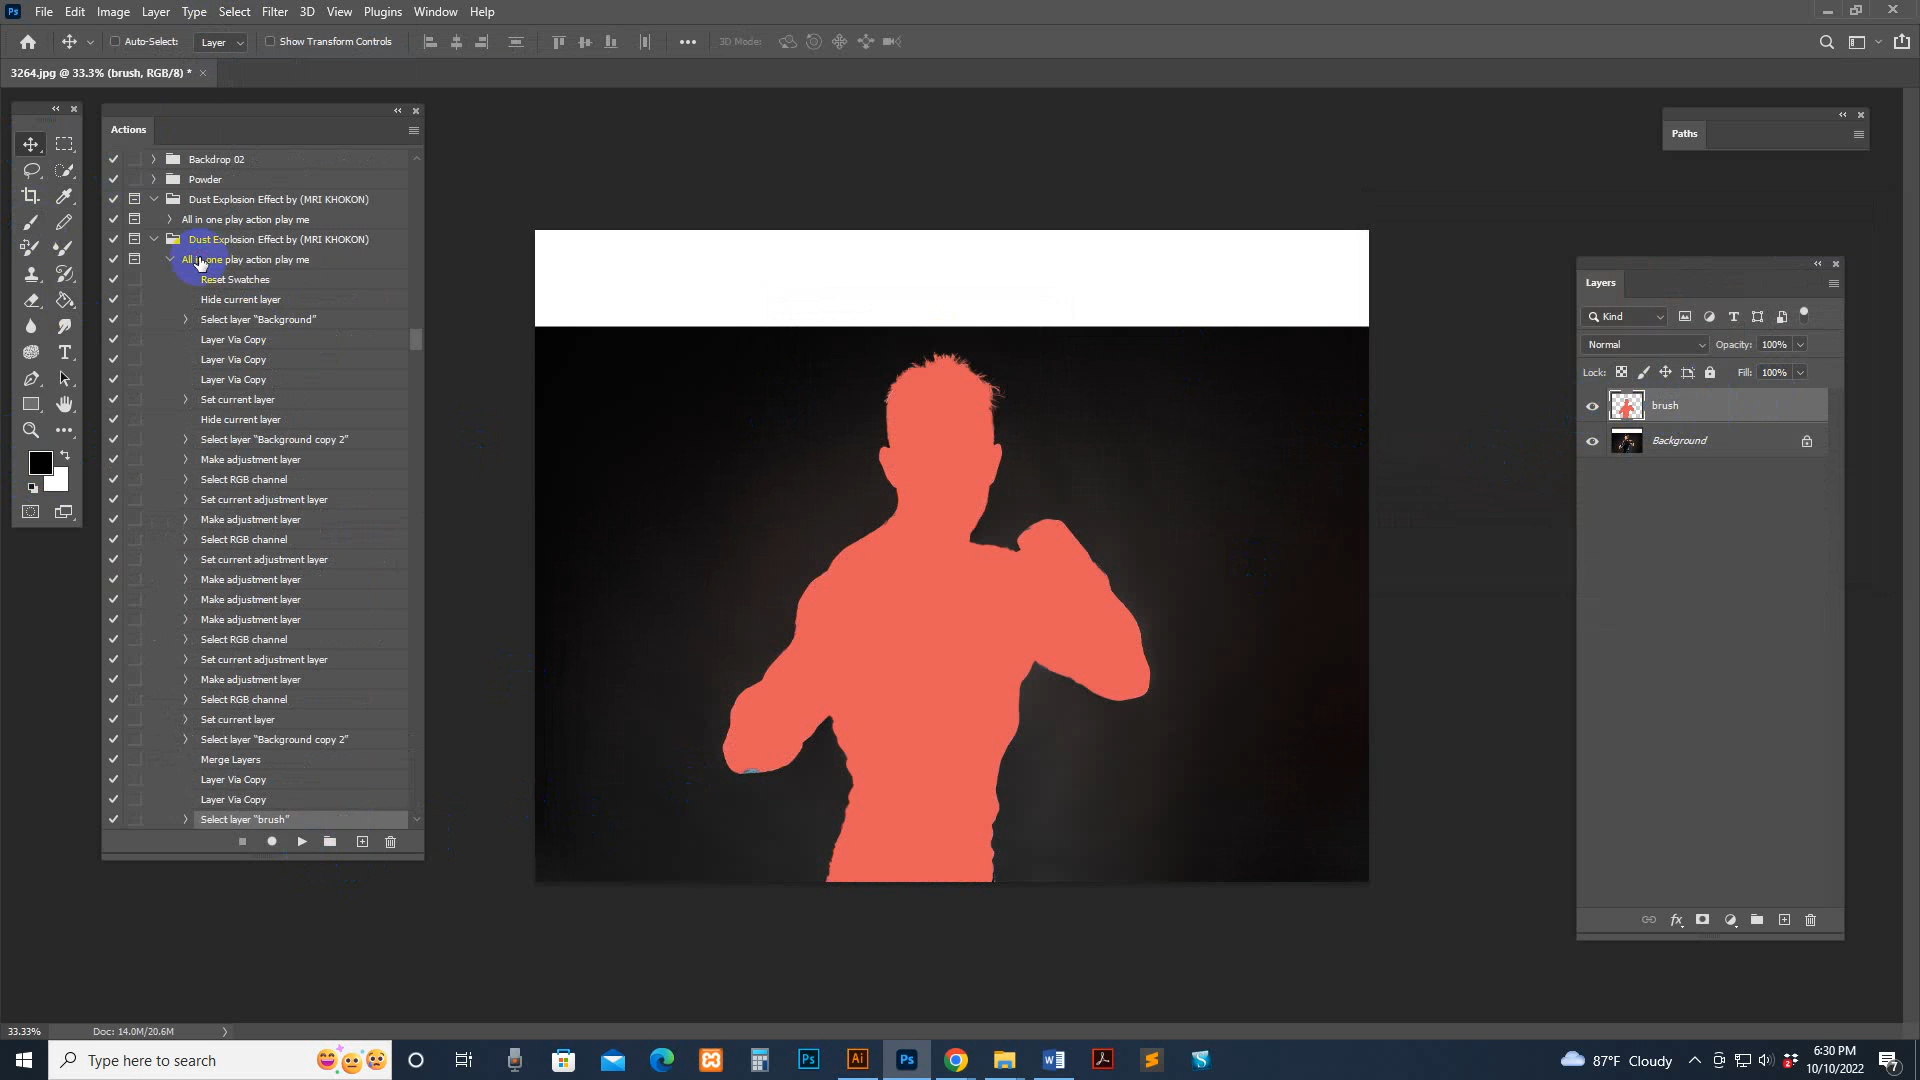 Ps File Edit Image Layer Type Select Filter 3D View Plugins Window Help
Auto-Select: Layer Show Transform Controls 3D Mode:
3264.jpg @ 33.3% (brush, RGB/8) *
Actions
Backdrop 02
Powder
Dust Explosion Effect by (MRI KHOKON)
All in one play action play me
Dust Explosion Effect by (MRI KHOKON)
All in one play action play me
Reset Swatches
Hide current layer
Select layer “Background”
Layer Via Copy
Layer Via Copy
Layer Via Copy
Set current layer
Hide current layer
Select layer “Background copy 2”
Make adjustment layer
Select RGB channel
Set current adjustment layer
Make adjustment layer
Select RGB channel
Set current adjustment layer
Make adjustment layer
Make adjustment layer
Make adjustment layer
Select RGB channel
Set current adjustment layer
Make adjustment layer
Select RGB channel
Set current layer
Select layer “Background copy 2”
Merge Layers
Layer Via Copy
Layer Via Copy
Select layer “brush”
Paths
Layers
Kind
Normal Opacity: 100%
Lock: Fill: 100%
brush
Background
fx
33.33% Doc: 14.0M/20.6M
Type here to search
Ps Ai Ps
87°F Cloudy
6:30 PM
10/10/2022
7
2